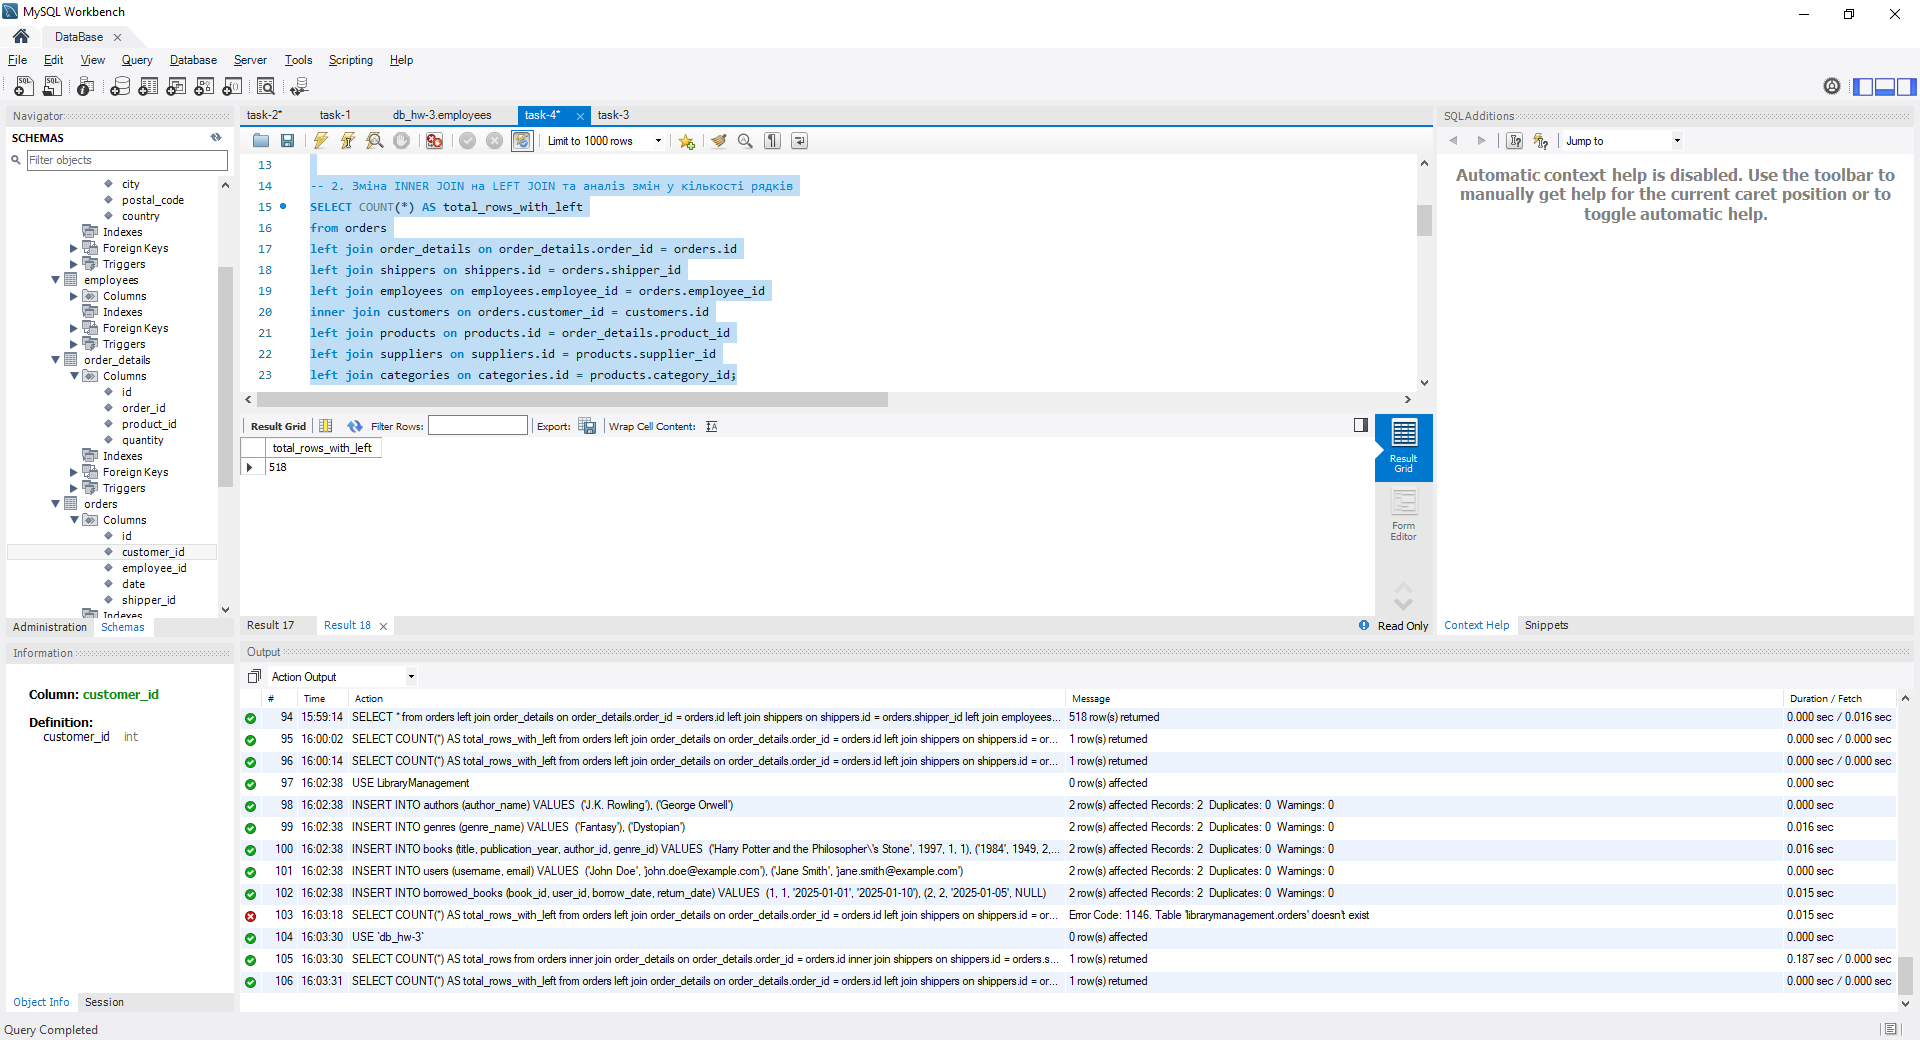 MySQL Workbench
DataBase
File Edit View Query Database Server Tools Scripting Help
Navigator
SCHEMAS
Filter objects
city
postal_code
country
Indexes
Foreign Keys
Triggers
employees
Columns
Indexes
Foreign Keys
Triggers
order_details
Columns
id
order_id
product_id
quantity
Indexes
Foreign Keys
Triggers
orders
Columns
id
customer_id
employee_id
date
shipper_id
Indexes
Administration Schemas
Information
Column: customer_id
Definition:
customer_id int
Object Info Session
Query Completed
task-2* task-1 db_hw-3.employees task-4* task-3
Limit to 1000 rows
13
14 -- 2. Зміна INNER JOIN на LEFT JOIN та аналіз змін у кількості рядків
15 SELECT COUNT(*) AS total_rows_with_left
16 from orders
17 left join order_details on order_details.order_id = orders.id
18 left join shippers on shippers.id = orders.shipper_id
19 left join employees on employees.employee_id = orders.employee_id
20 inner join customers on orders.customer_id = customers.id
21 left join products on products.id = order_details.product_id
22 left join suppliers on suppliers.id = products.supplier_id
23 left join categories on categories.id = products.category_id;
Result Grid Filter Rows: Export: Wrap Cell Content:
total_rows_with_left
518
Result Grid
Form Editor
Result 17 Result 18 Read Only
SQLAdditions
Jump to
Automatic context help is disabled. Use the toolbar to
manually get help for the current caret position or to
toggle automatic help.
Context Help Snippets
Output
Action Output
# Time Action Message Duration / Fetch
94 15:59:14 SELECT * from orders left join order_details on order_details.order_id = orders.id left join shippers on shippers.id = orders.shipper_id left join employees... 518 row(s) returned 0.000 sec / 0.016 sec
95 16:00:02 SELECT COUNT(*) AS total_rows_with_left from orders left join order_details on order_details.order_id = orders.id left join shippers on shippers.id = or... 1 row(s) returned 0.000 sec / 0.000 sec
96 16:00:14 SELECT COUNT(*) AS total_rows_with_left from orders left join order_details on order_details.order_id = orders.id left join shippers on shippers.id = or... 1 row(s) returned 0.000 sec / 0.000 sec
97 16:02:38 USE LibraryManagement 0 row(s) affected 0.000 sec
98 16:02:38 INSERT INTO authors (author_name) VALUES ('J.K. Rowling'), ('George Orwell') 2 row(s) affected Records: 2 Duplicates: 0 Warnings: 0 0.000 sec
99 16:02:38 INSERT INTO genres (genre_name) VALUES ('Fantasy'), ('Dystopian') 2 row(s) affected Records: 2 Duplicates: 0 Warnings: 0 0.016 sec
100 16:02:38 INSERT INTO books (title, publication_year, author_id, genre_id) VALUES ('Harry Potter and the Philosopher\'s Stone', 1997, 1, 1), ('1984', 1949, 2,... 2 row(s) affected Records: 2 Duplicates: 0 Warnings: 0 0.016 sec
101 16:02:38 INSERT INTO users (username, email) VALUES ('John Doe', 'john.doe@example.com'), ('Jane Smith', 'jane.smith@example.com') 2 row(s) affected Records: 2 Duplicates: 0 Warnings: 0 0.000 sec
102 16:02:38 INSERT INTO borrowed_books (book_id, user_id, borrow_date, return_date) VALUES (1, 1, '2025-01-01', '2025-01-10'), (2, 2, '2025-01-05', NULL) 2 row(s) affected Records: 2 Duplicates: 0 Warnings: 0 0.015 sec
103 16:03:18 SELECT COUNT(*) AS total_rows_with_left from orders left join order_details on order_details.order_id = orders.id left join shippers on shippers.id = or... Error Code: 1146. Table 'librarymanagement.orders' doesn't exist 0.015 sec
104 16:03:30 USE `db_hw-3` 0 row(s) affected 0.000 sec
105 16:03:30 SELECT COUNT(*) AS total_rows from orders inner join order_details on order_details.order_id = orders.id inner join shippers on shippers.id = orders.s... 1 row(s) returned 0.187 sec / 0.000 sec
106 16:03:31 SELECT COUNT(*) AS total_rows_with_left from orders left join order_details on order_details.order_id = orders.id left join shippers on shippers.id = or... 1 row(s) returned 0.000 sec / 0.000 sec